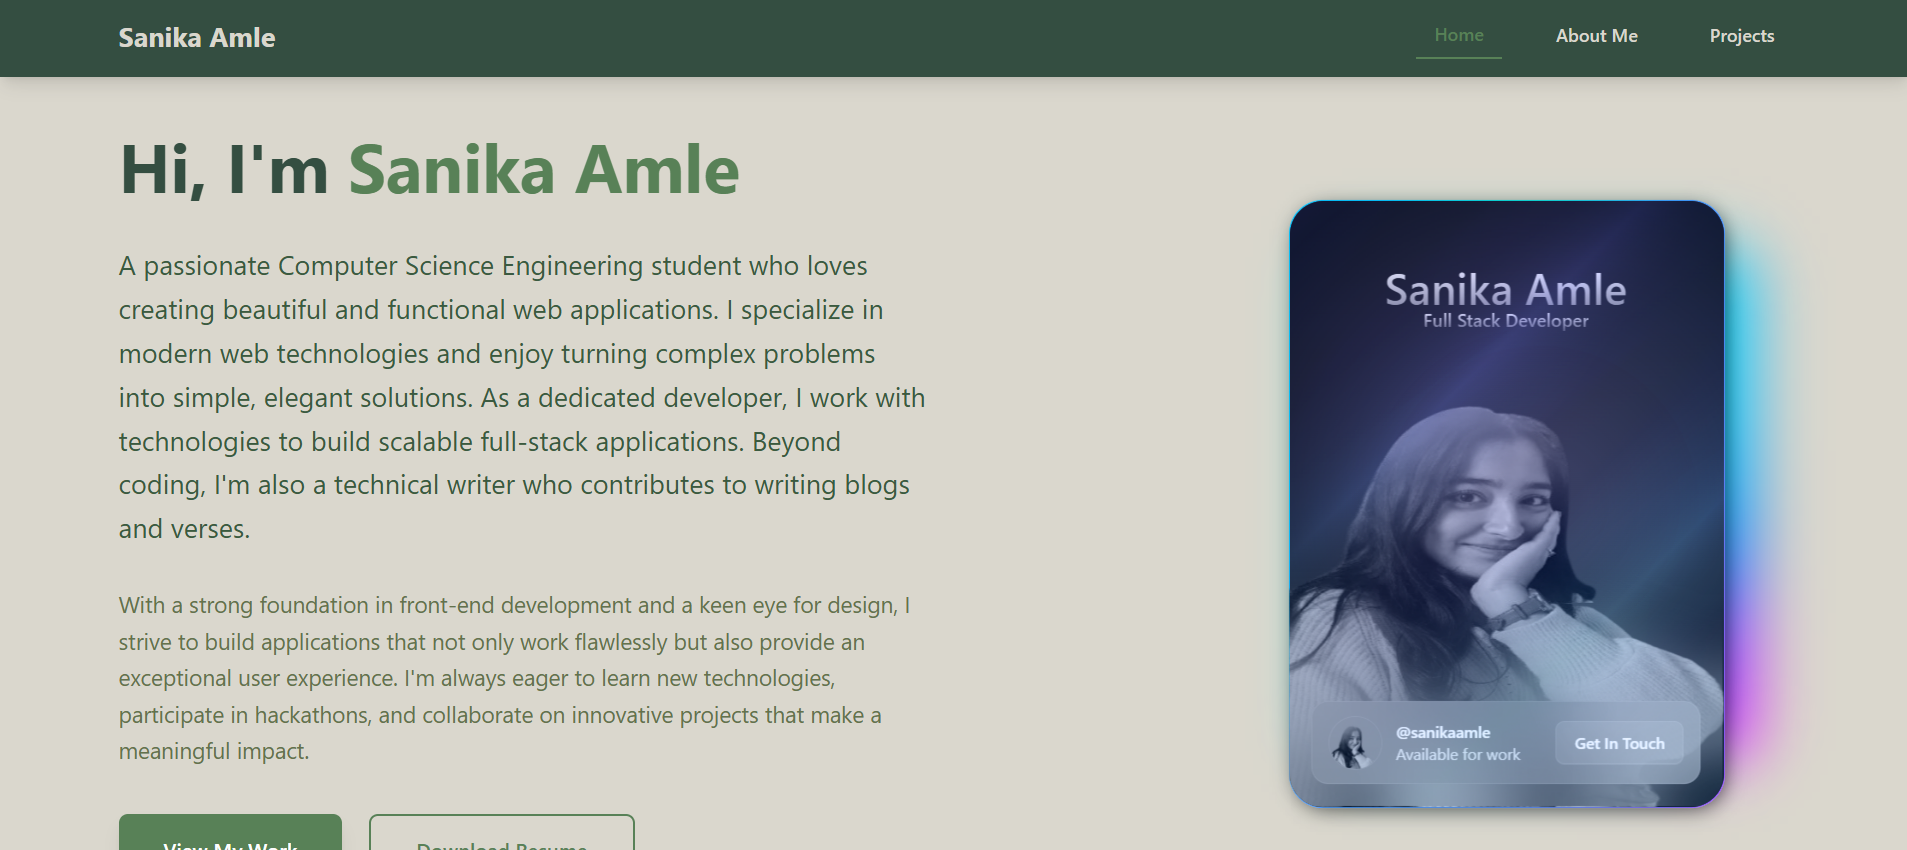 Sanika Amle
Home
About Me
Projects
Hi, I'm Sanika Amle
A passionate Computer Science Engineering student who loves
creating beautiful and functional web applications. I specialize in
modern web technologies and enjoy turning complex problems
into simple, elegant solutions. As a dedicated developer, I work with
technologies to build scalable full-stack applications. Beyond
coding, I'm also a technical writer who contributes to writing blogs
and verses.
With a strong foundation in front-end development and a keen eye for design, I
strive to build applications that not only work flawlessly but also provide an
exceptional user experience. I'm always eager to learn new technologies,
participate in hackathons, and collaborate on innovative projects that make a
meaningful impact.
View My Work
Download Resume
Sanika Amle
Full Stack Developer
@sanikaamle
Available for work
Get In Touch